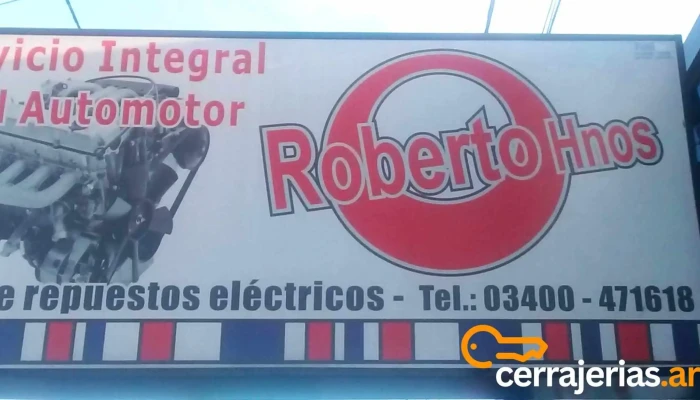 vicio Integral
l Automotor
Roberto Hnos
e repuestos eléctricos - Tel.: 03400 - 471618
cerrajerias.ar